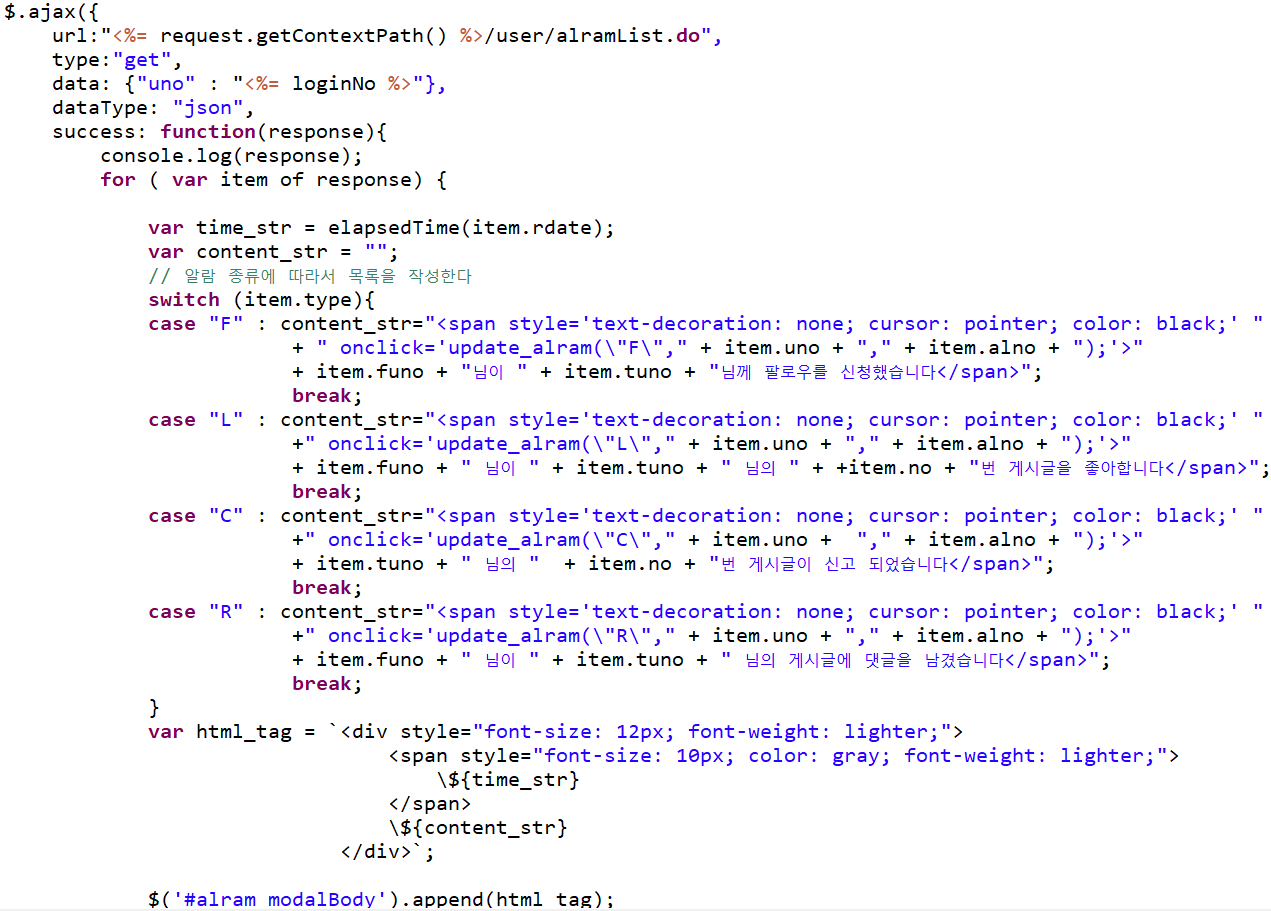 $.ajax({
    url:"<%= request.getContextPath() %>/user/alramList.do",
    type:"get",
    data: {"uno" : "<%= loginNo %>"},
    dataType: "json",
    success: function(response){
        console.log(response);
        for ( var item of response) {
            var time_str = elapsedTime(item.rdate);
            var content_str = "";
            // 알람 종류에 따라서 목록을 작성한다
            switch (item.type){
            case "F" : content_str="<span style='text-decoration: none; cursor: pointer; color: black;' "
                        + " onclick='update_alram(\"F\"," + item.uno + "," + item.alno + ");'>"
                        + item.funo + "님이 " + item.tuno + "님께 팔로우를 신청했습니다</span>";
                        break;
            case "L" : content_str="<span style='text-decoration: none; cursor: pointer; color: black;' "
                        +" onclick='update_alram(\"L\"," + item.uno + "," + item.alno + ");'>"
                        + item.funo + " 님이 " + item.tuno + " 님의 " + +item.no + "번 게시글을 좋아합니다</span>";
                        break;
            case "C" : content_str="<span style='text-decoration: none; cursor: pointer; color: black;' "
                        +" onclick='update_alram(\"C\"," + item.uno +  "," + item.alno + ");'>"
                        + item.tuno + " 님의 "  + item.no + "번 게시글이 신고 되었습니다</span>";
                        break;
            case "R" : content_str="<span style='text-decoration: none; cursor: pointer; color: black;' "
                        +" onclick='update_alram(\"R\"," + item.uno + "," + item.alno + ");'>"
                        + item.funo + " 님이 " + item.tuno + " 님의 게시글에 댓글을 남겼습니다</span>";
                        break;
            }
            var html_tag = `<div style="font-size: 12px; font-weight: lighter;">
                                <span style="font-size: 10px; color: gray; font-weight: lighter;">
                                    \${time_str}
                                </span>
                                \${content_str}
                            </div>`;
            $('#alram_modalBody').append(html_tag);